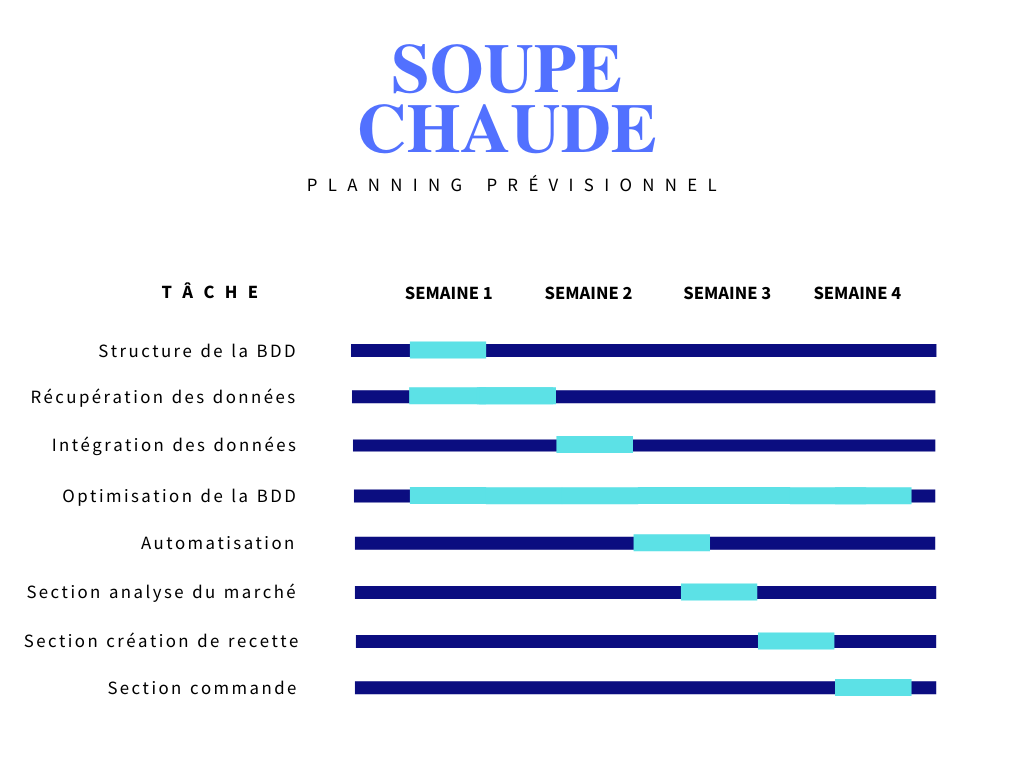 SOUPE
CHAUDE
PLANNING PRÉVISIONNEL
TÂCHE SEMAINE 1 SEMAINE 2 SEMAINE 3 SEMAINE 4
Structure de la BDD
Récupération des données
Intégration des données
Optimisation de la BDD
Automatisation
Section analyse du marché
Section création de recette
Section commande